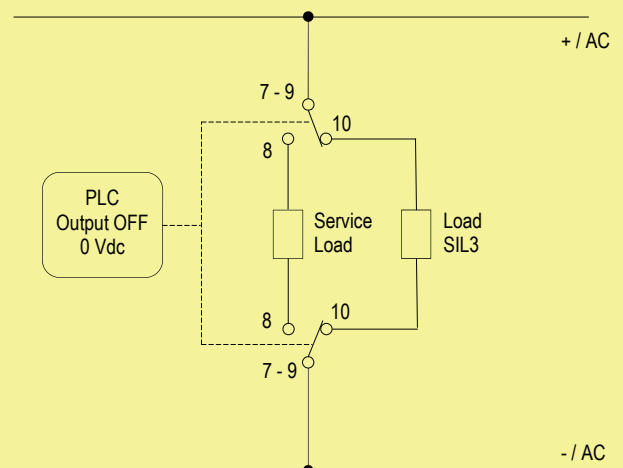 + / AC
7 - 9
10
8
PLC
Output OFF
0 Vdc
Service
Load
Load
SIL3
8
10
7 - 9
- / AC